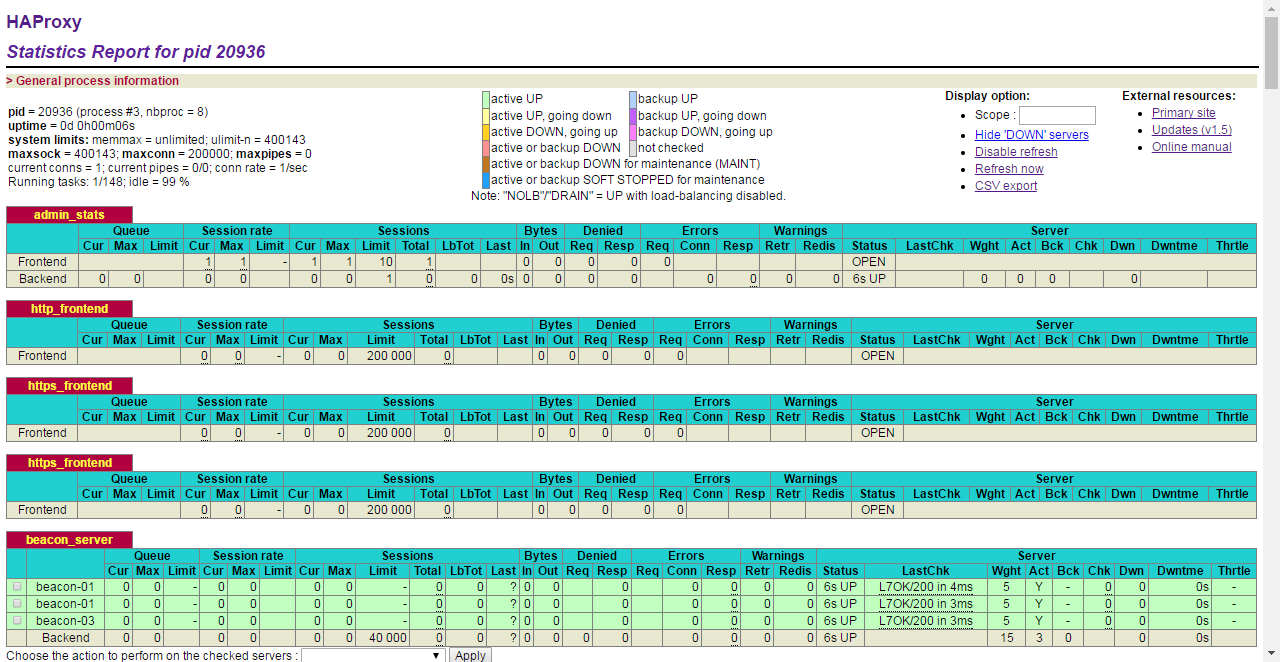 HAProxy
Statistics Report for pid 20936
> General process information
pid = 20936 (process #3, nbproc = 8)
uptime = 0d 0h00m06s
system limits: memmax = unlimited; ulimit-n = 400143
maxsock = 400143; maxconn = 200000; maxpipes = 0
current conns = 1; current pipes = 0/0; conn rate = 1/sec
Running tasks: 1/148; idle = 99 %
active UP backup UP
active UP, going down backup UP, going down
active DOWN, going up backup DOWN, going up
active or backup DOWN not checked
active or backup DOWN for maintenance (MAINT)
active or backup SOFT STOPPED for maintenance
Note: "NOLB"/"DRAIN" = UP with load-balancing disabled.
Display option:
Scope :
Hide 'DOWN' servers
Disable refresh
Refresh now
CSV export
External resources:
Primary site
Updates (v1.5)
Online manual
admin_stats
Queue Session rate Sessions Bytes Denied Errors Warnings Server
Cur Max Limit Cur Max Limit Cur Max Limit Total LbTot Last In Out Req Resp Req Conn Resp Retr Redis Status LastChk Wght Act Bck Chk Dwn Dwntme Thrtle
Frontend 1 1 - 1 1 10 1 0 0 0 0 0 OPEN
Backend 0 0 0 0 0 0 1 0 0 0s 0 0 0 0 0 0 0 0 6s UP 0 0 0 0
http_frontend
Queue Session rate Sessions Bytes Denied Errors Warnings Server
Cur Max Limit Cur Max Limit Cur Max Limit Total LbTot Last In Out Req Resp Req Conn Resp Retr Redis Status LastChk Wght Act Bck Chk Dwn Dwntme Thrtle
Frontend 0 0 - 0 0 200 000 0 0 0 0 0 0 OPEN
https_frontend
Queue Session rate Sessions Bytes Denied Errors Warnings Server
Cur Max Limit Cur Max Limit Cur Max Limit Total LbTot Last In Out Req Resp Req Conn Resp Retr Redis Status LastChk Wght Act Bck Chk Dwn Dwntme Thrtle
Frontend 0 0 - 0 0 200 000 0 0 0 0 0 0 OPEN
https_frontend
Queue Session rate Sessions Bytes Denied Errors Warnings Server
Cur Max Limit Cur Max Limit Cur Max Limit Total LbTot Last In Out Req Resp Req Conn Resp Retr Redis Status LastChk Wght Act Bck Chk Dwn Dwntme Thrtle
Frontend 0 0 - 0 0 200 000 0 0 0 0 0 0 OPEN
beacon_server
Queue Session rate Sessions Bytes Denied Errors Warnings Server
Cur Max Limit Cur Max Limit Cur Max Limit Total LbTot Last In Out Req Resp Req Conn Resp Retr Redis Status LastChk Wght Act Bck Chk Dwn Dwntme Thrtle
beacon-01 0 0 - 0 0 0 0 - 0 0 ? 0 0 0 0 0 0 0 6s UP L7OK/200 in 4ms 5 Y - 0 0 0s -
beacon-01 0 0 - 0 0 0 0 - 0 0 ? 0 0 0 0 0 0 0 6s UP L7OK/200 in 3ms 5 Y - 0 0 0s -
beacon-03 0 0 - 0 0 0 0 - 0 0 ? 0 0 0 0 0 0 0 6s UP L7OK/200 in 3ms 5 Y - 0 0 0s -
Backend 0 0 0 0 0 0 40 000 0 0 ? 0 0 0 0 0 0 0 0 6s UP 15 3 0 0 0s
Choose the action to perform on the checked servers : Apply